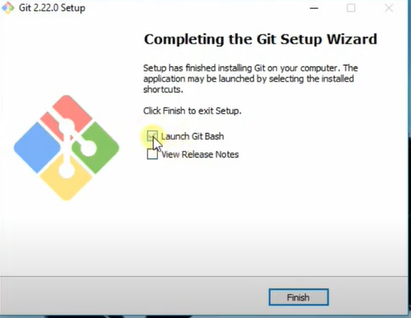 Git 2.22.0 Setup
Completing the Git Setup Wizard
Setup has finished installing Git on your computer. The
application may be launched by selecting the installed
shortcuts.
Click Finish to exit Setup.
Launch Git Bash
View Release Notes
Finish